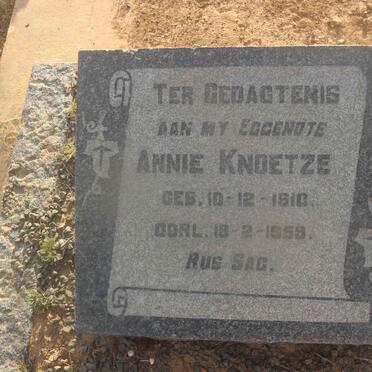 TER GEDAGTENIS
AAN MY EGGENOTE
ANNIE KNOETZE
GEB. 10-12-1910.
OORL. 18-2-1959.
RUS SAG.